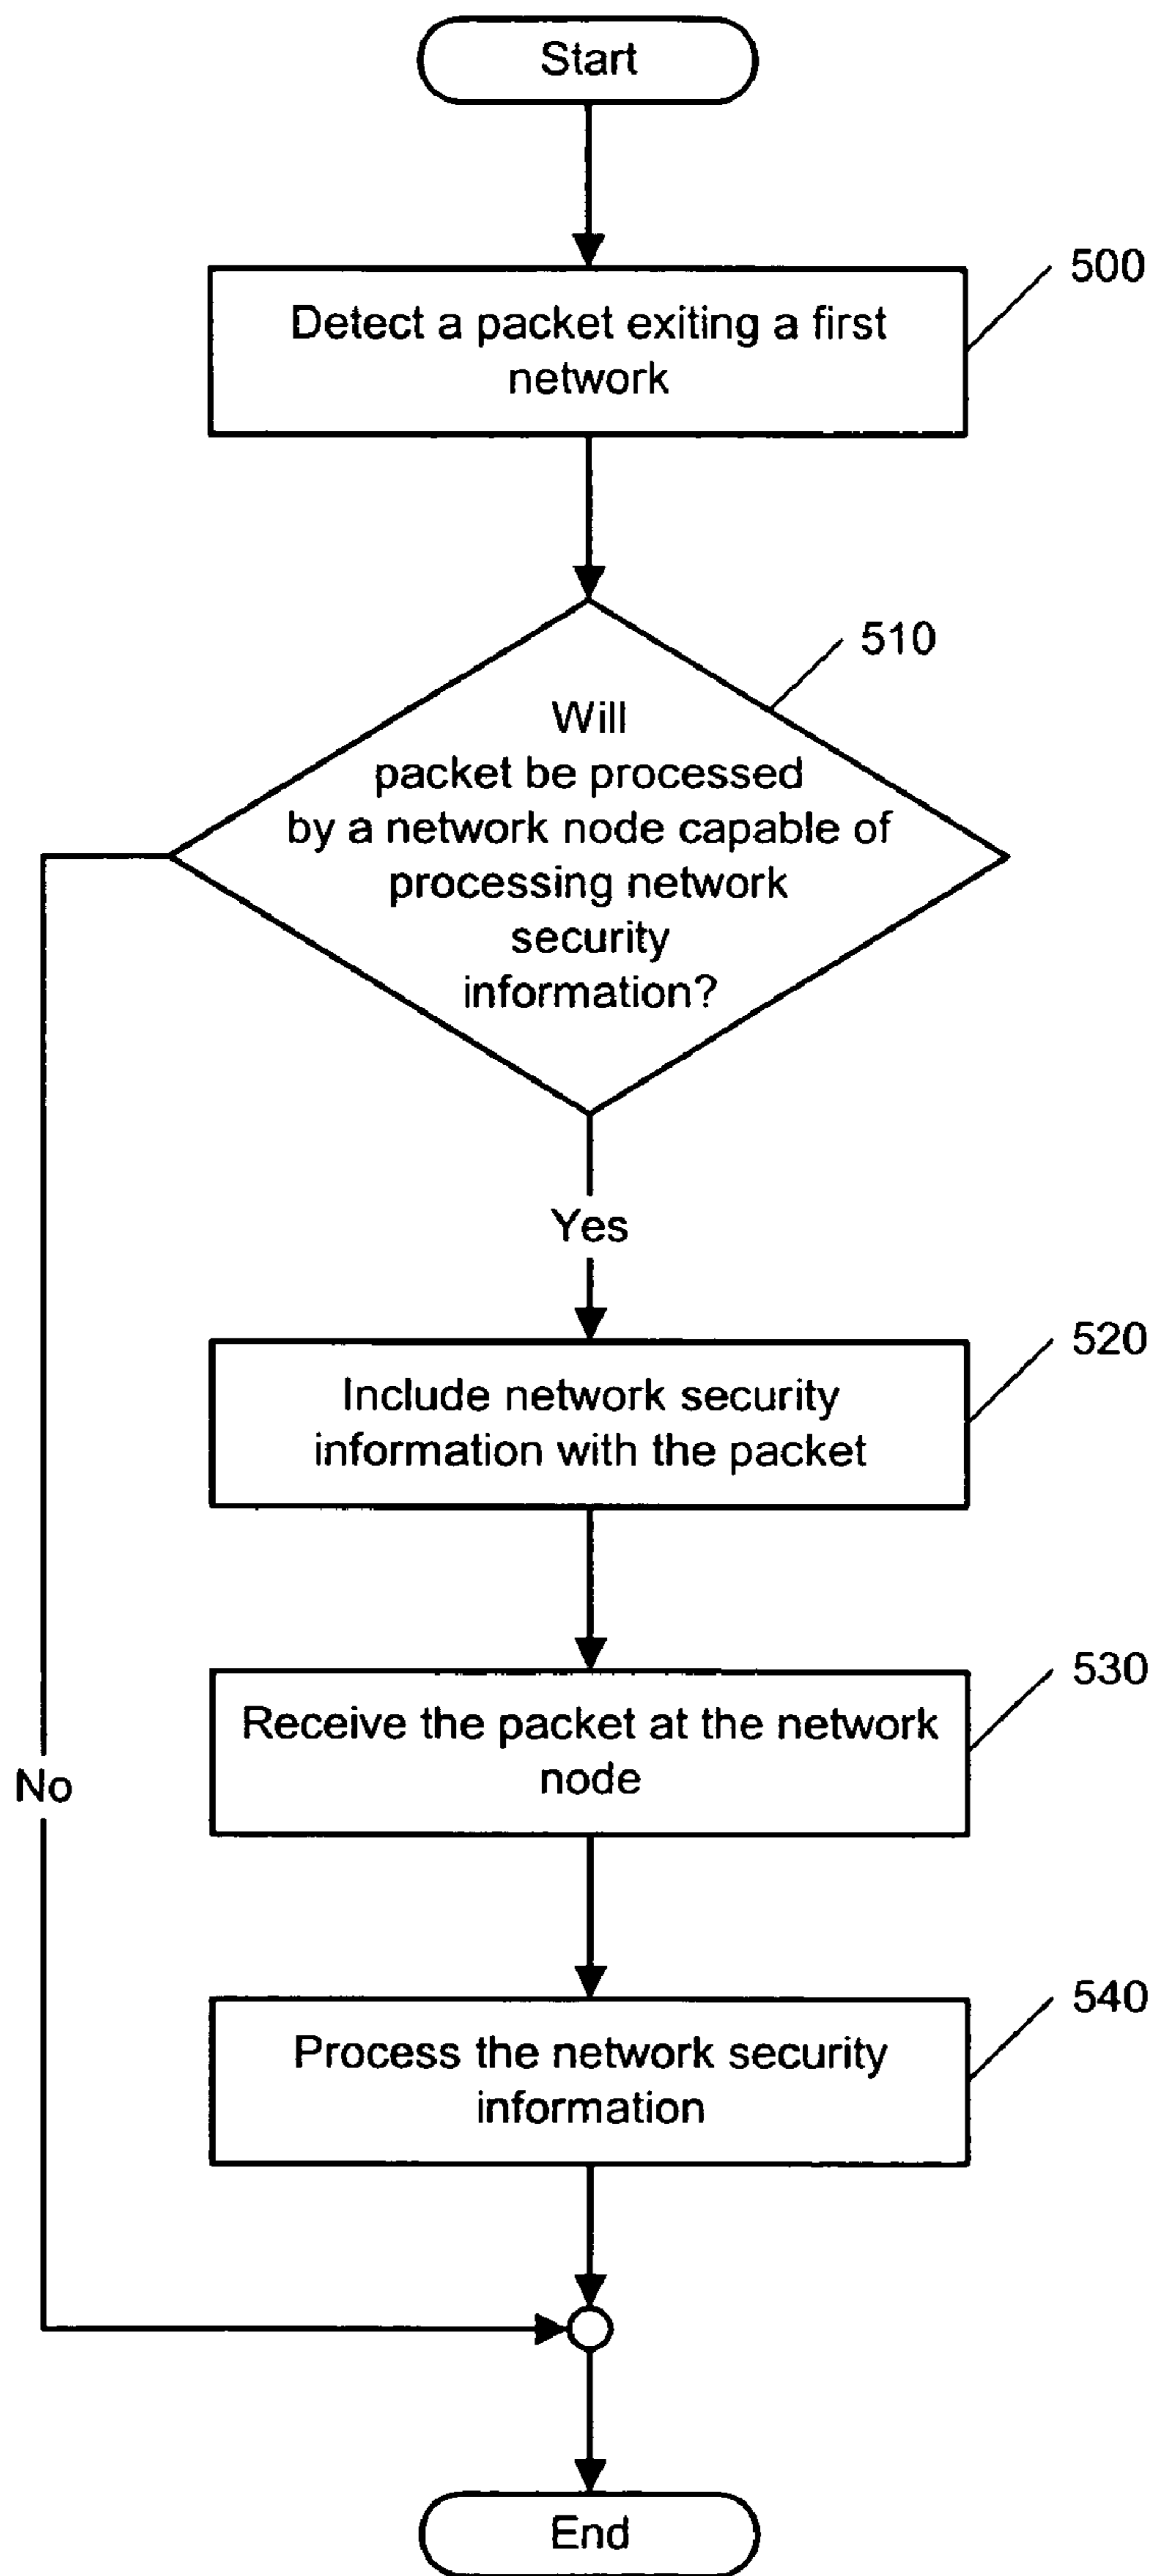 Start
500
Detect a packet exiting a first
network
510
Will
packet be processed
by a network node capable of
processing network
security
information?
Yes
520
Include network security
information with the packet
530
Receive the packet at the network
node
No
540
Process the network security
information
End